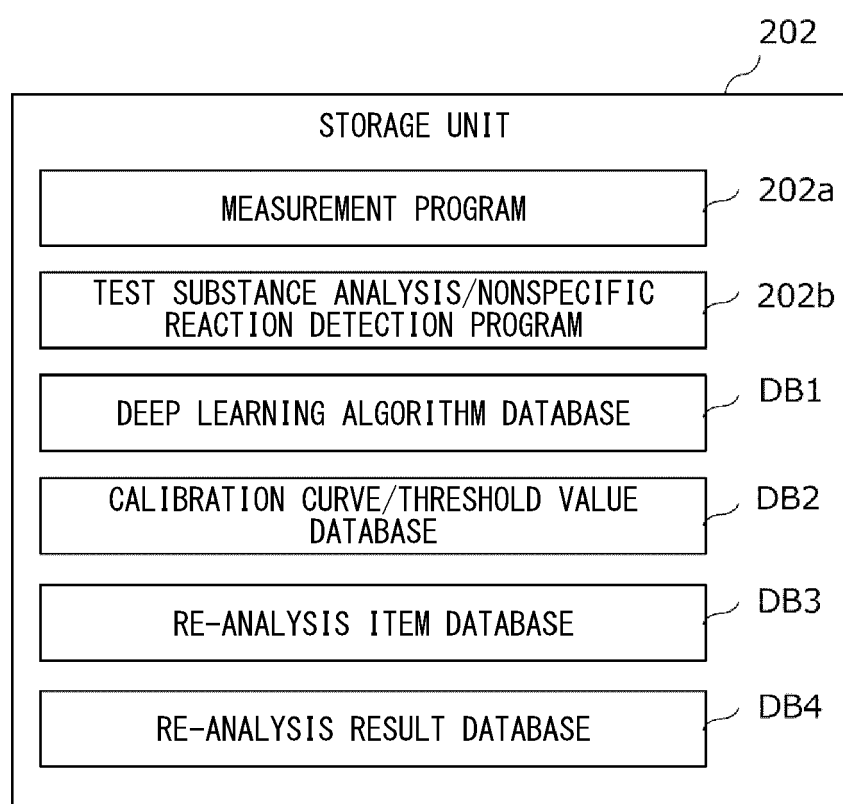 202
STORAGE UNIT
MEASUREMENT PROGRAM
202a
TEST SUBSTANCE ANALYSIS/NONSPECIFIC
REACTION DETECTION PROGRAM
202b
DEEP LEARNING ALGORITHM DATABASE
DB1
CALIBRATION CURVE/THRESHOLD VALUE
DATABASE
DB2
RE-ANALYSIS ITEM DATABASE
DB3
RE-ANALYSIS RESULT DATABASE
DB4